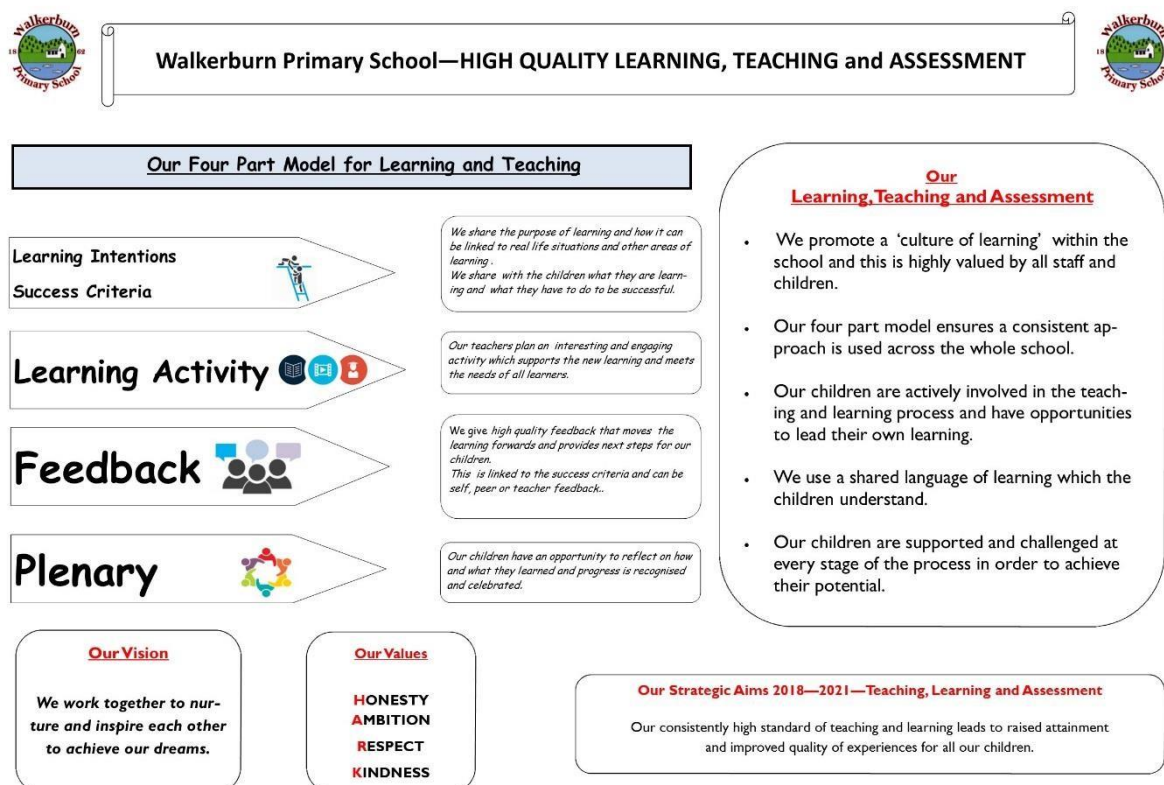 Walkerburn
18 62
Primary School
Walkerburn Primary School—HIGH QUALITY LEARNING, TEACHING and ASSESSMENT
Walkerburn
18 62
Primary School
Our Four Part Model for Learning and Teaching
Learning Intentions
Success Criteria
We share the purpose of learning and how it can
be linked to real life situations and other areas of
learning .
We share with the children what they are learn-
ing and what they have to do to be successful.
Learning Activity
Our teachers plan an interesting and engaging
activity which supports the new learning and meets
the needs of all learners.
Feedback
We give high quality feedback that moves the
learning forwards and provides next steps for our
children.
This is linked to the success criteria and can be
self, peer or teacher feedback..
Plenary
Our children have an opportunity to reflect on how
and what they learned and progress is recognised
and celebrated.
Our
Learning, Teaching and Assessment
• We promote a ‘culture of learning’ within the
school and this is highly valued by all staff and
children.
• Our four part model ensures a consistent ap-
proach is used across the whole school.
• Our children are actively involved in the teach-
ing and learning process and have opportunities
to lead their own learning.
• We use a shared language of learning which the
children understand.
• Our children are supported and challenged at
every stage of the process in order to achieve
their potential.
Our Vision
We work together to nur-
ture and inspire each other
to achieve our dreams.
Our Values
HONESTY
AMBITION
RESPECT
KINDNESS
Our Strategic Aims 2018—2021—Teaching, Learning and Assessment
Our consistently high standard of teaching and learning leads to raised attainment
and improved quality of experiences for all our children.